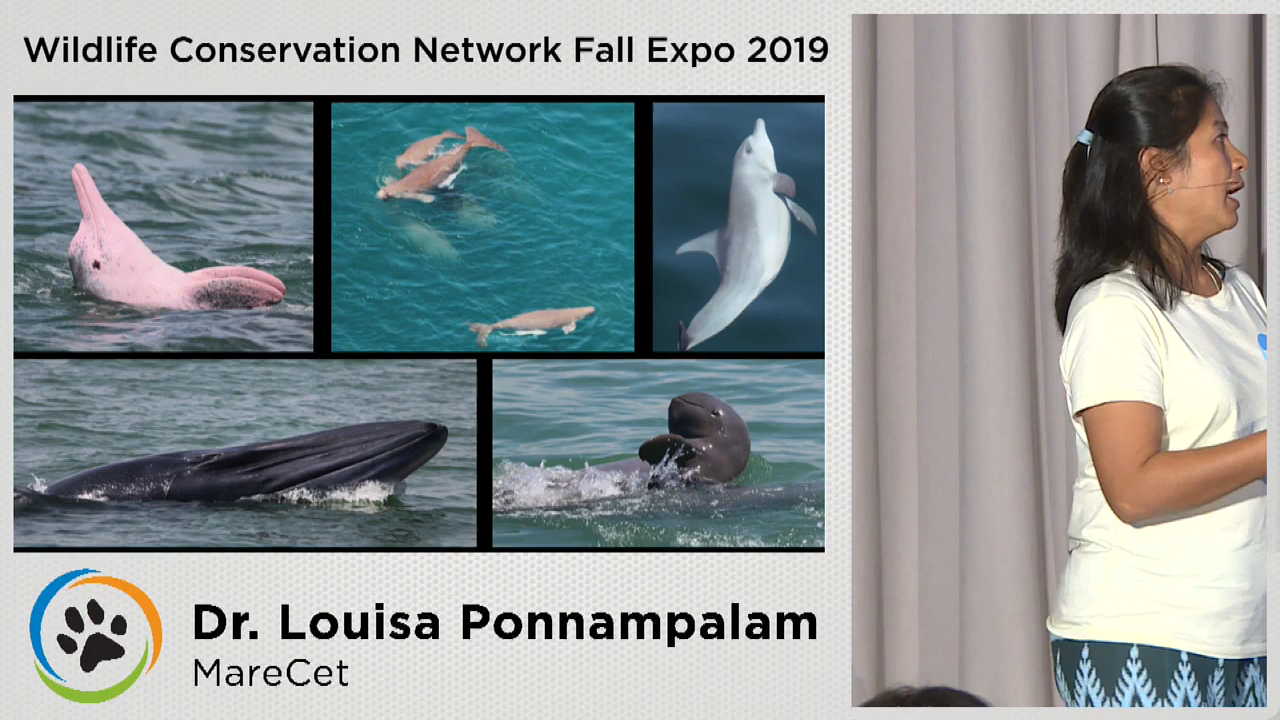 Wildlife Conservation Network Fall Expo 2019
Dr. Louisa Ponnampalam
MareCet